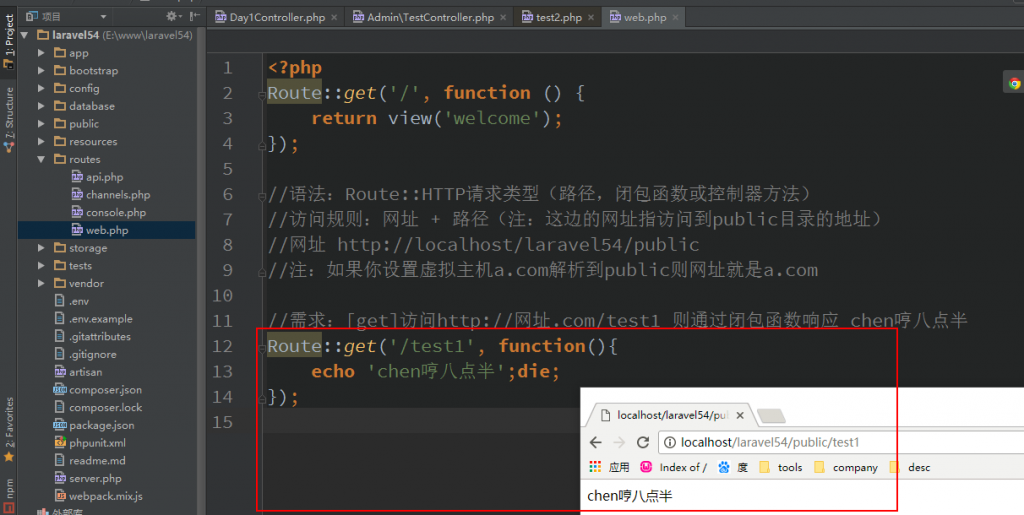 1: Project
7: Structure
2: Favorites
npm
项目
laravel54 (E:\www\laravel54)
app
bootstrap
config
database
public
resources
routes
api.php
channels.php
console.php
web.php
storage
tests
vendor
.env
.env.example
.gitattributes
.gitignore
artisan
composer.json
composer.lock
package.json
phpunit.xml
readme.md
server.php
webpack.mix.js
外部库
Day1Controller.php × Admin\TestController.php × test2.php × web.php ×
1 <?php
2 Route::get('/', function () {
3 return view('welcome');
4 });
5
6 //语法：Route::HTTP请求类型（路径，闭包函数或控制器方法）
7 //访问规则：网址 + 路径（注：这边的网址指访问到public目录的地址）
8 //网址 http://localhost/laravel54/public
9 //注：如果你设置虚拟主机a.com解析到public则网址就是a.com
10
11 //需求：[get]访问http://网址.com/test1 则通过闭包函数响应 chen哼八点半
12 Route::get('/test1', function(){
13 echo 'chen哼八点半';die;
14 });
15
localhost/laravel54/pu ×
localhost/laravel54/public/test1
应用 Index of / 度 tools company desc
chen哼八点半